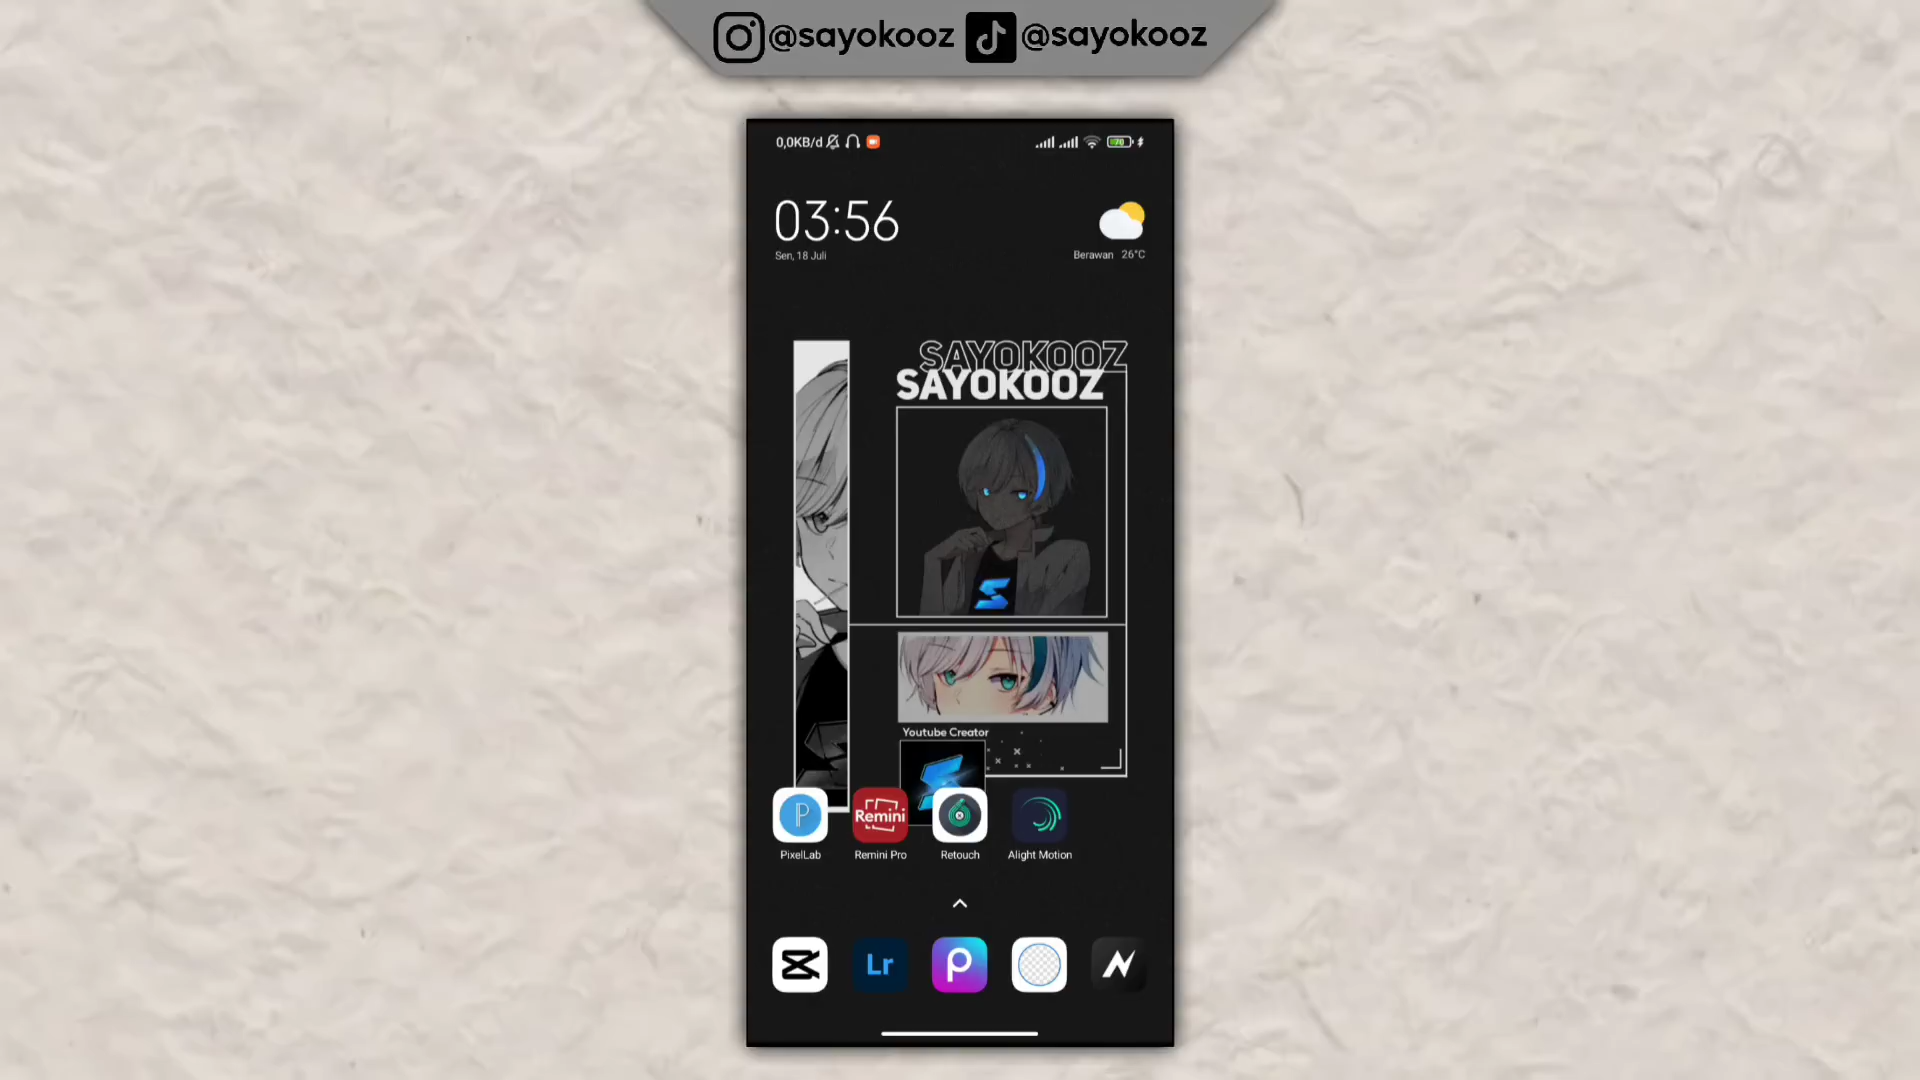 @sayokooz @sayokooz
0,0KB/d
70
03:56
Sen, 18 Juli
Berawan 26°C
SAYOKOOZ
SAYOKOOZ
Youtube Creator
Remini
PixelLab Remini Pro Retouch Alight Motion
Lr